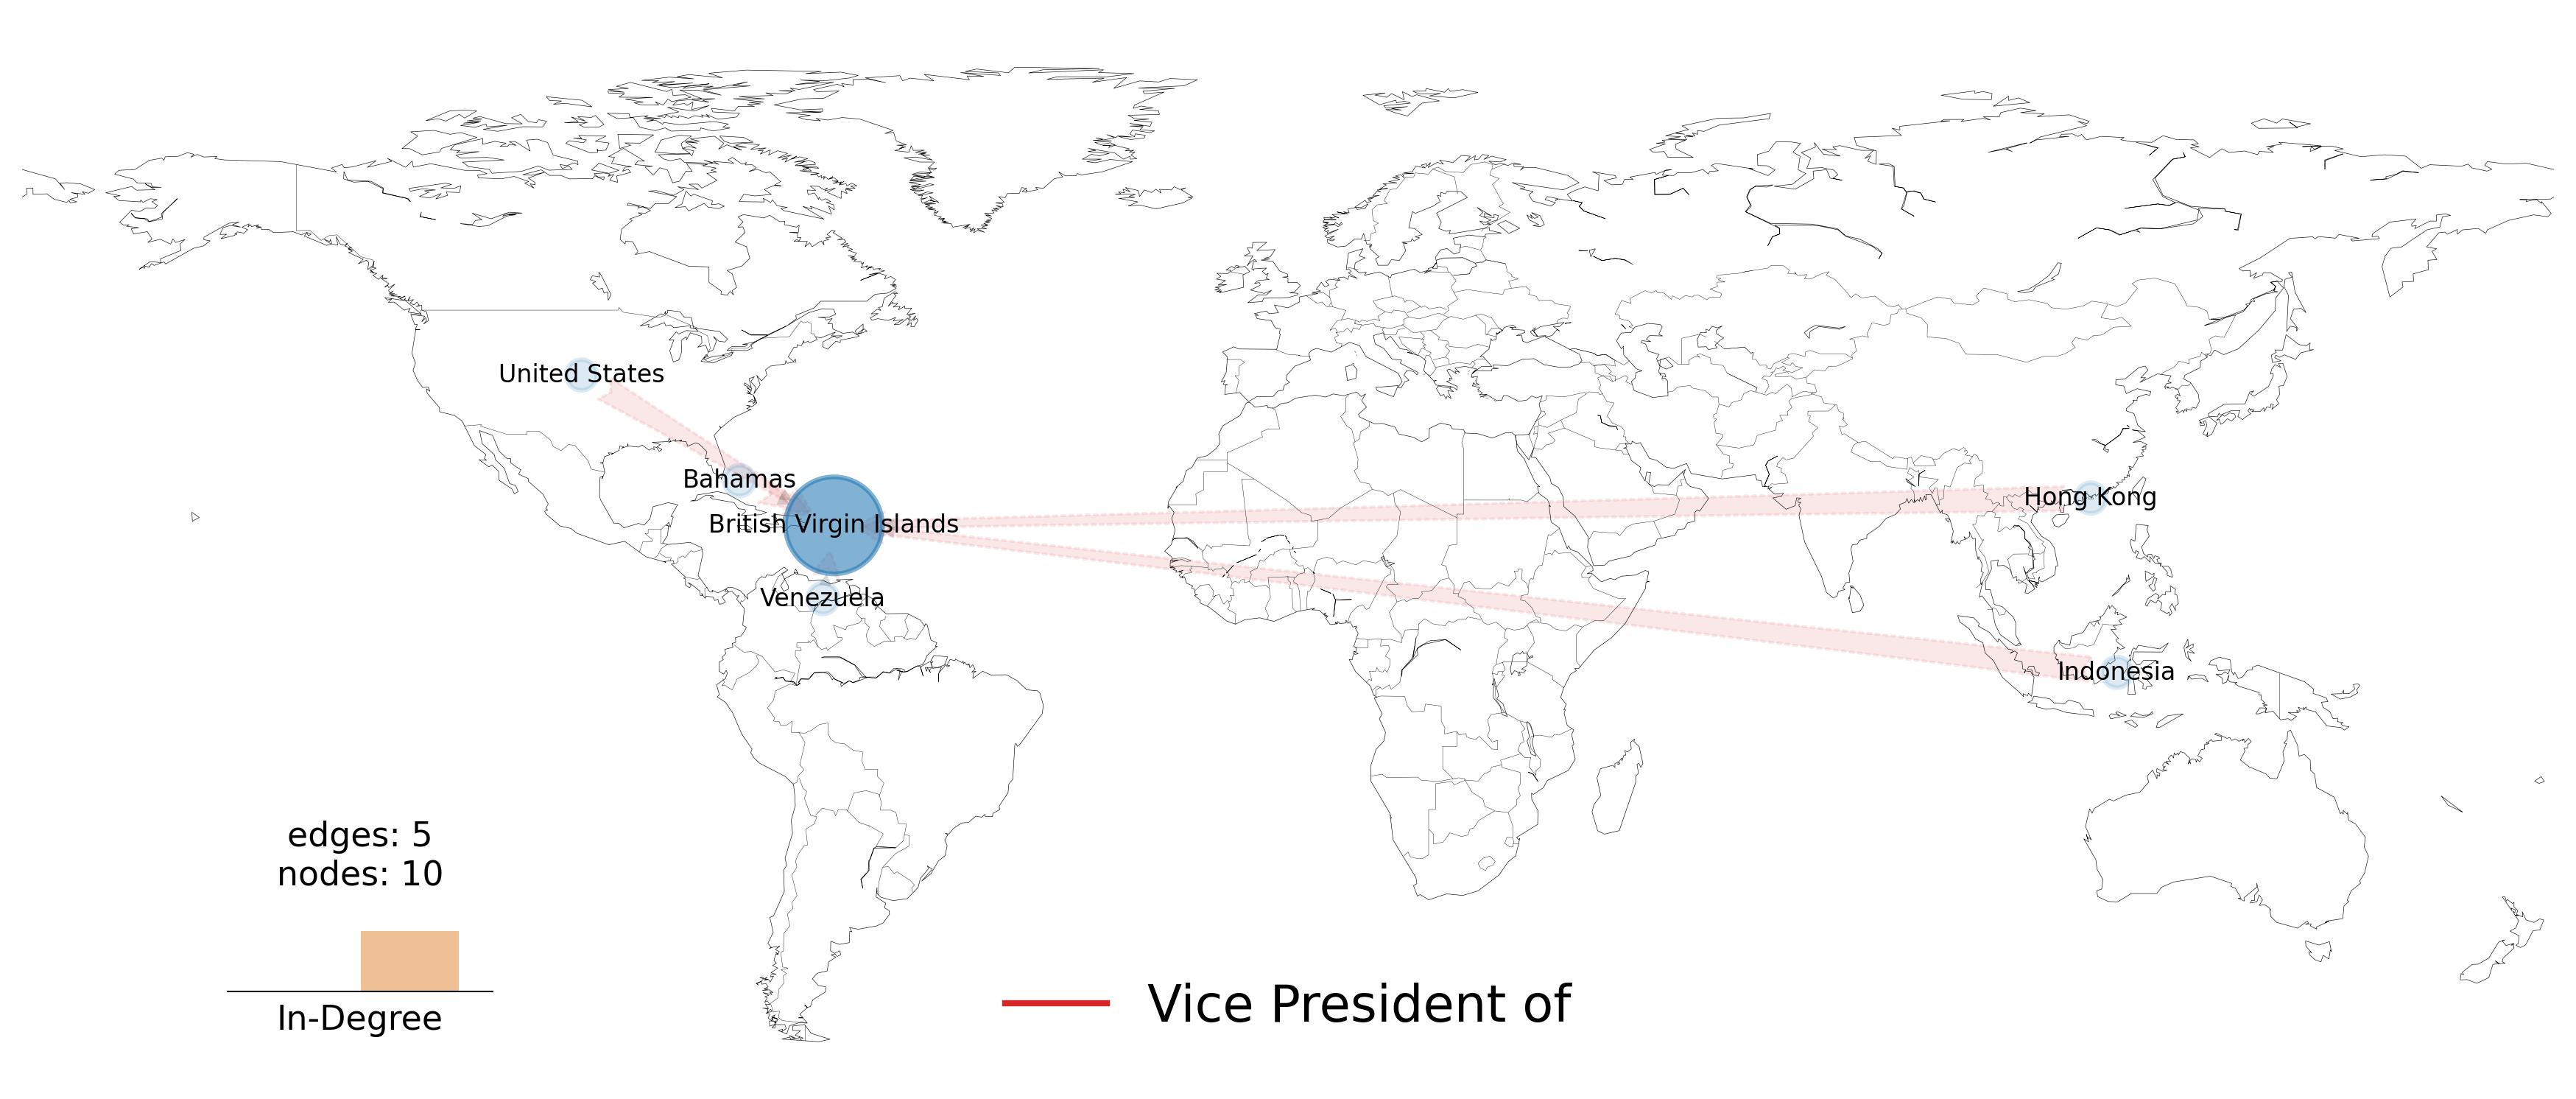 United States
Bahamas
British Virgin Islands
Hong Kong
Venezuela
Indonesia
edges: 5
nodes: 10
In-Degree
Vice President of